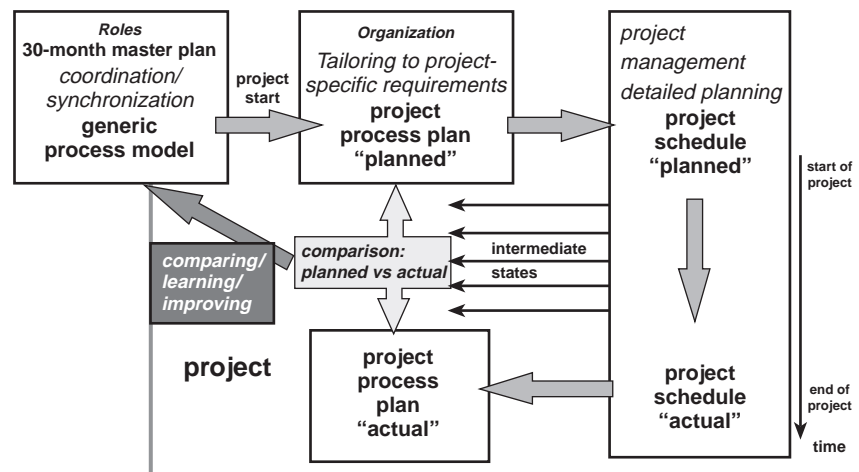 Roles
30-month master plan
coordination/
synchronization
generic
process model
project
start
Organization
Tailoring to project-
specific requirements
project
process plan
“planned”
project
management
detailed planning
project
schedule
“planned”
start of
project
comparing/
learning/
improving
comparison:
planned vs actual
intermediate
states
project
project
process
plan
“actual”
project
schedule
“actual”
end of
project
time